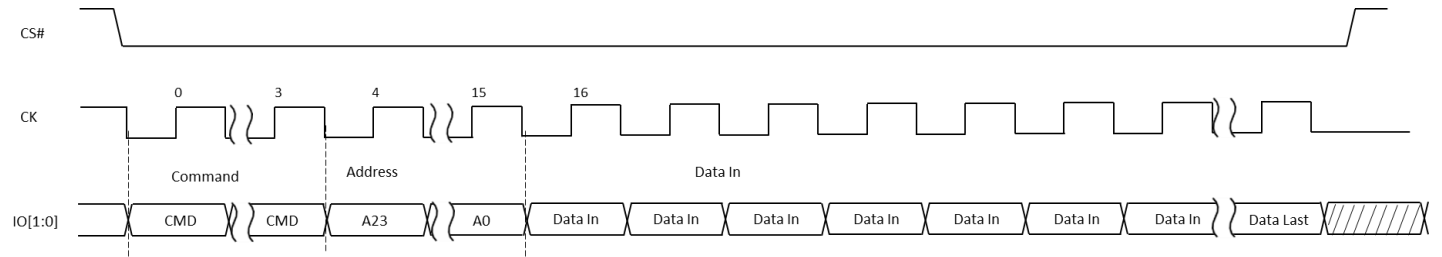 CS#
CK 0 3 4 15 16
Command Address Data In
IO[1:0] CMD CMD A23 A0 Data In Data In Data In Data In Data In Data In Data In Data Last